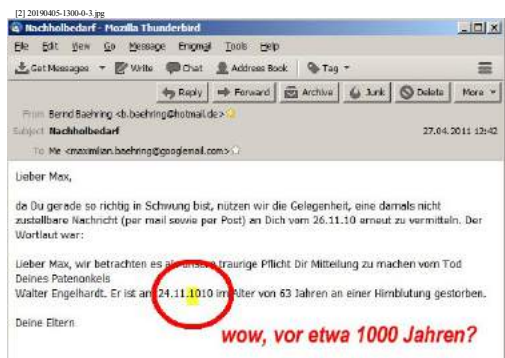 [2] 20190405-1300-0-3.jpg
Nachholbedarf - Mozilla Thunderbird
File Edit View Go Message Enigmail Tools Help
Get Messages Write Chat Address Book Tag
Reply Forward Archive Junk Delete More
From Bernd Baehring <b.baehring@hotmail.de>
Subject Nachholbedarf 27.04.2011 12:42
To Me <maximilian.baehring@googlemail.com>
Lieber Max,
da Du gerade so richtig in Schwung bist, nützen wir die Gelegenheit, eine damals nicht
zustellbare Nachricht (per mail sowie per Post) an Dich vom 26.11.10 erneut zu vermitteln. Der
Wortlaut war:
Lieber Max, wir betrachten es als unsere traurige Pflicht Dir Mitteilung zu machen vom Tod
Deines Patenonkels
Walter Engelhardt. Er ist am 24.11.1010 im Alter von 63 Jahren an einer Hirnblutung gestorben.
Deine Eltern
wow, vor etwa 1000 Jahren?